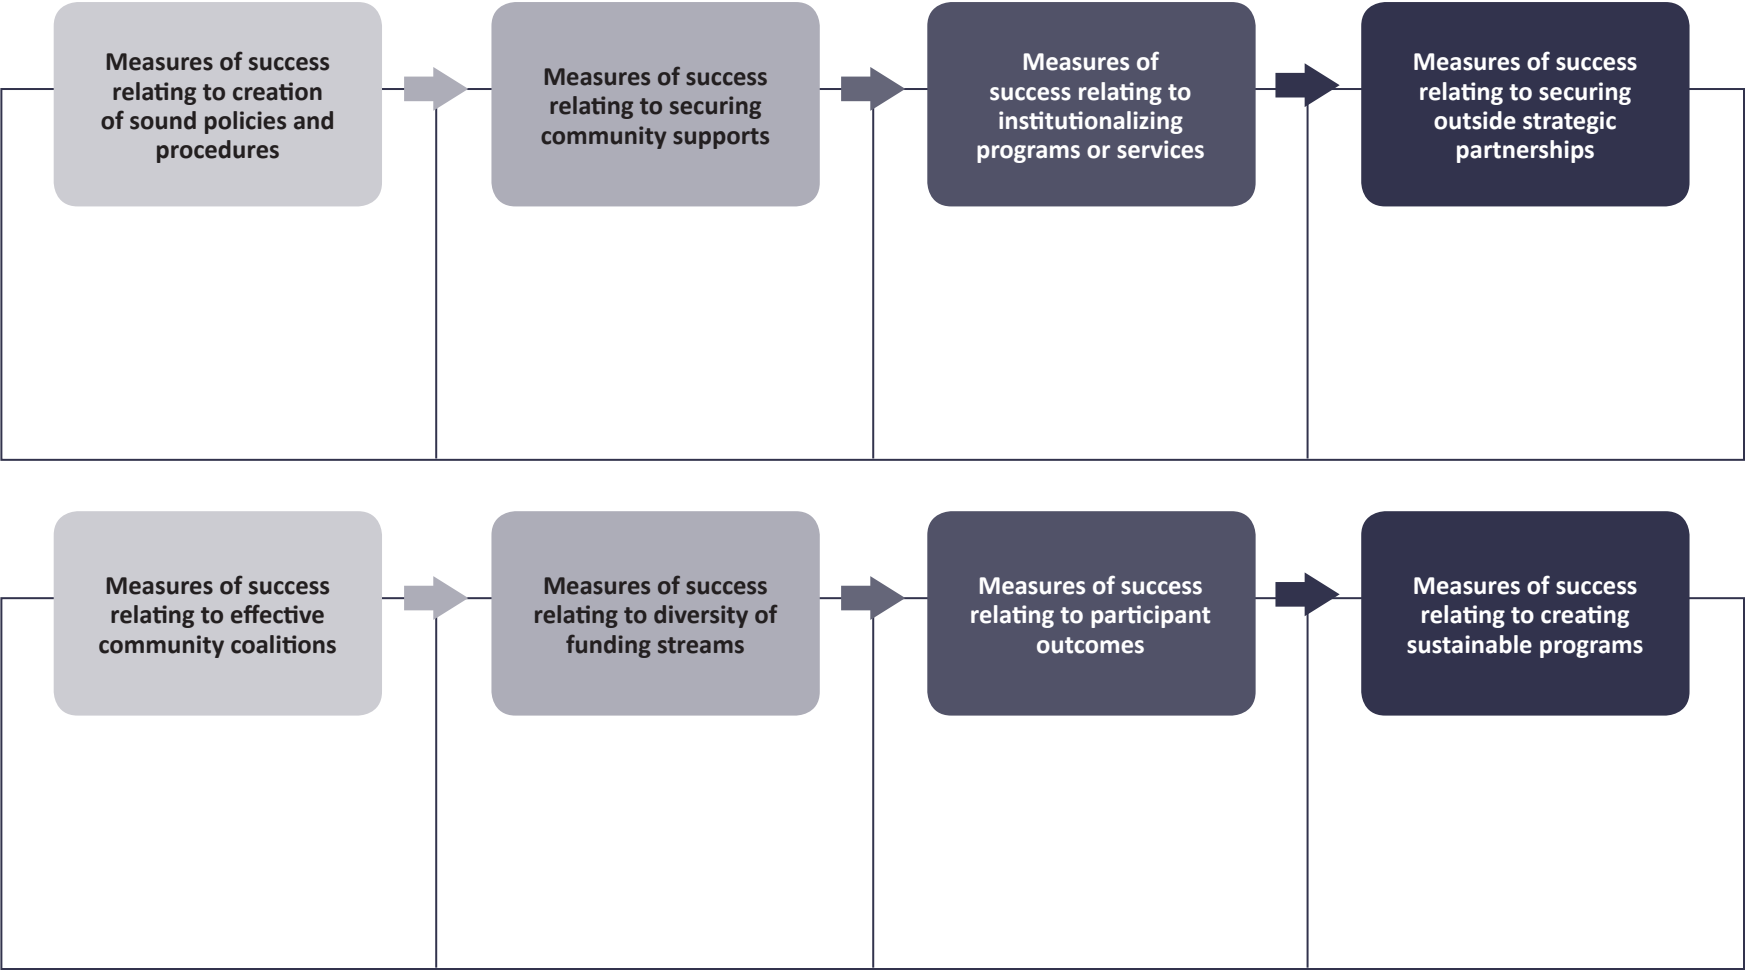 Measures of success
relating to creation
of sound policies and
procedures
Measures of success
relating to securing
community supports
Measures of
success relating to
institutionalizing
programs or services
Measures of success
relating to securing
outside strategic
partnerships
Measures of success
relating to effective
community coalitions
Measures of success
relating to diversity of
funding streams
Measures of success
relating to participant
outcomes
Measures of success
relating to creating
sustainable programs